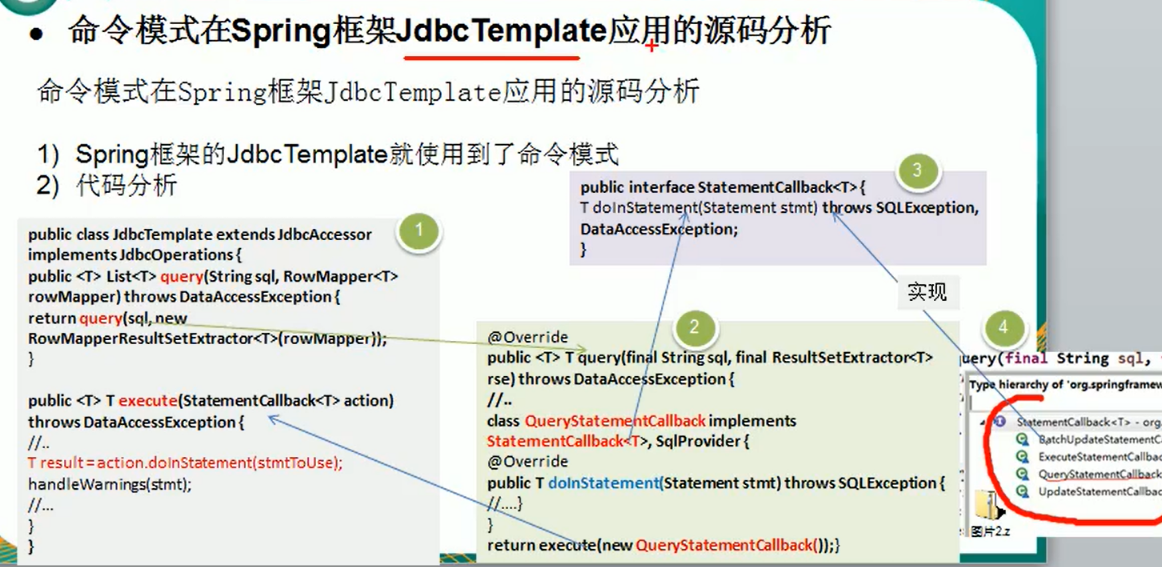 命令模式在Spring框架JdbcTemplate应用的源码分析
命令模式在Spring框架JdbcTemplate应用的源码分析
1) Spring框架的JdbcTemplate就使用到了命令模式
2) 代码分析
1
public class JdbcTemplate extends JdbcAccessor
implements JdbcOperations {
public <T> List<T> query(String sql, RowMapper<T>
rowMapper) throws DataAccessException {
return query(sql, new
RowMapperResultSetExtractor<T>(rowMapper));
}
public <T> T execute(StatementCallback<T> action)
throws DataAccessException {
//..
T result = action.doInStatement(stmtToUse);
handleWarnings(stmt);
//...
}
}
2
@Override
public <T> T query(final String sql, final ResultSetExtractor<T>
rse) throws DataAccessException {
//..
class QueryStatementCallback implements
StatementCallback<T>, SqlProvider {
@Override
public T doInStatement(Statement stmt) throws SQLException {
//....}
}
return execute(new QueryStatementCallback());}
3
public interface StatementCallback<T> {
T doInStatement(Statement stmt) throws SQLException,
DataAccessException;
}
实现
4
uery(final String sql,
Type hierarchy of 'org.springframew
StatementCallback<T> - org.
BatchUpdateStatementC
ExecuteStatementCallbac
QueryStatementCallback
UpdateStatementCallbac
图片2.z